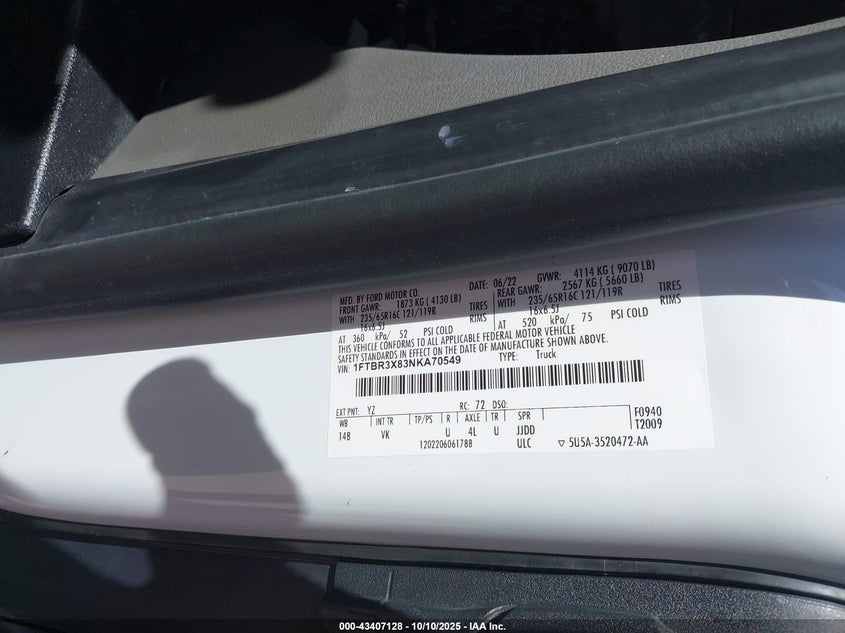 MFD. BY FORD MOTOR CO. DATE: 06/22 GVWR: 4114 KG ( 9070 LB)
FRONT GAWR: 1873 KG ( 4130 LB) REAR GAWR: 2567 KG ( 5660 LB)
WITH 235/65R16C 121/119R TIRES WITH 235/65R16C 121/119R TIRES
16x6.5J RIMS 16x6.5J RIMS
AT 360 kPa/ 52 PSI COLD AT 520 kPa/ 75 PSI COLD
THIS VEHICLE CONFORMS TO ALL APPLICABLE FEDERAL MOTOR VEHICLE
SAFETY STANDARDS IN EFFECT ON THE DATE OF MANUFACTURE SHOWN ABOVE.
VIN: 1FTBR3X83NKA70549 TYPE: Truck
EXT PNT: YZ RC: 72 DSO:
WB INT TR TP/PS R AXLE TR SPR F0940
148 VK U 4L U JJDD T2009
1202206061788 ULC ▽ 5U5A-3520472-AA
000-43407128 - 10/10/2025 - IAA Inc.